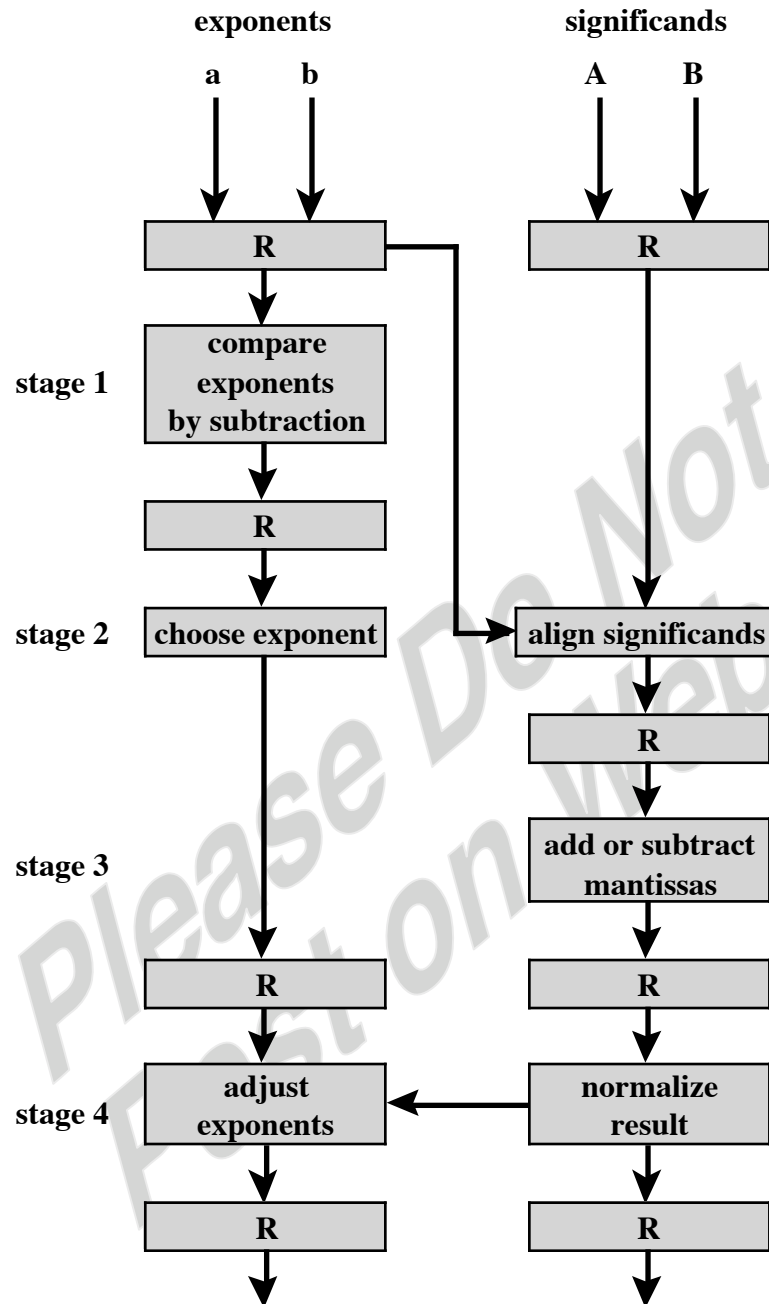 exponents
significands
a
b
A
B
R
R
stage 1
compare
exponents
by subtraction
R
stage 2
choose exponent
align significands
R
stage 3
add or subtract
mantissas
R
R
stage 4
adjust
exponents
normalize
result
R
R
Please Do Not
Post on Web